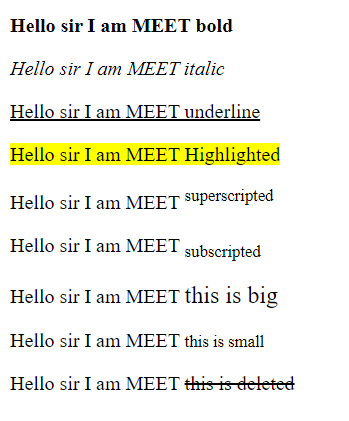 Hello sir I am MEET bold
Hello sir I am MEET italic
Hello sir I am MEET underline
Hello sir I am MEET Highlighted
Hello sir I am MEET superscripted
Hello sir I am MEET subscripted
Hello sir I am MEET this is big
Hello sir I am MEET this is small
Hello sir I am MEET this is deleted